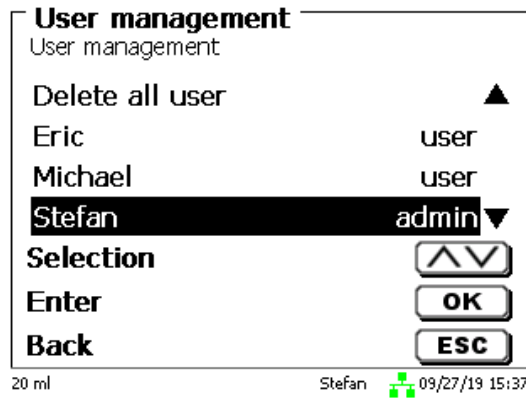 User management
User management
Delete all user
Eric user
Michael user
Stefan admin
Selection
Enter OK
Back ESC
20 ml Stefan 09/27/19 15:37